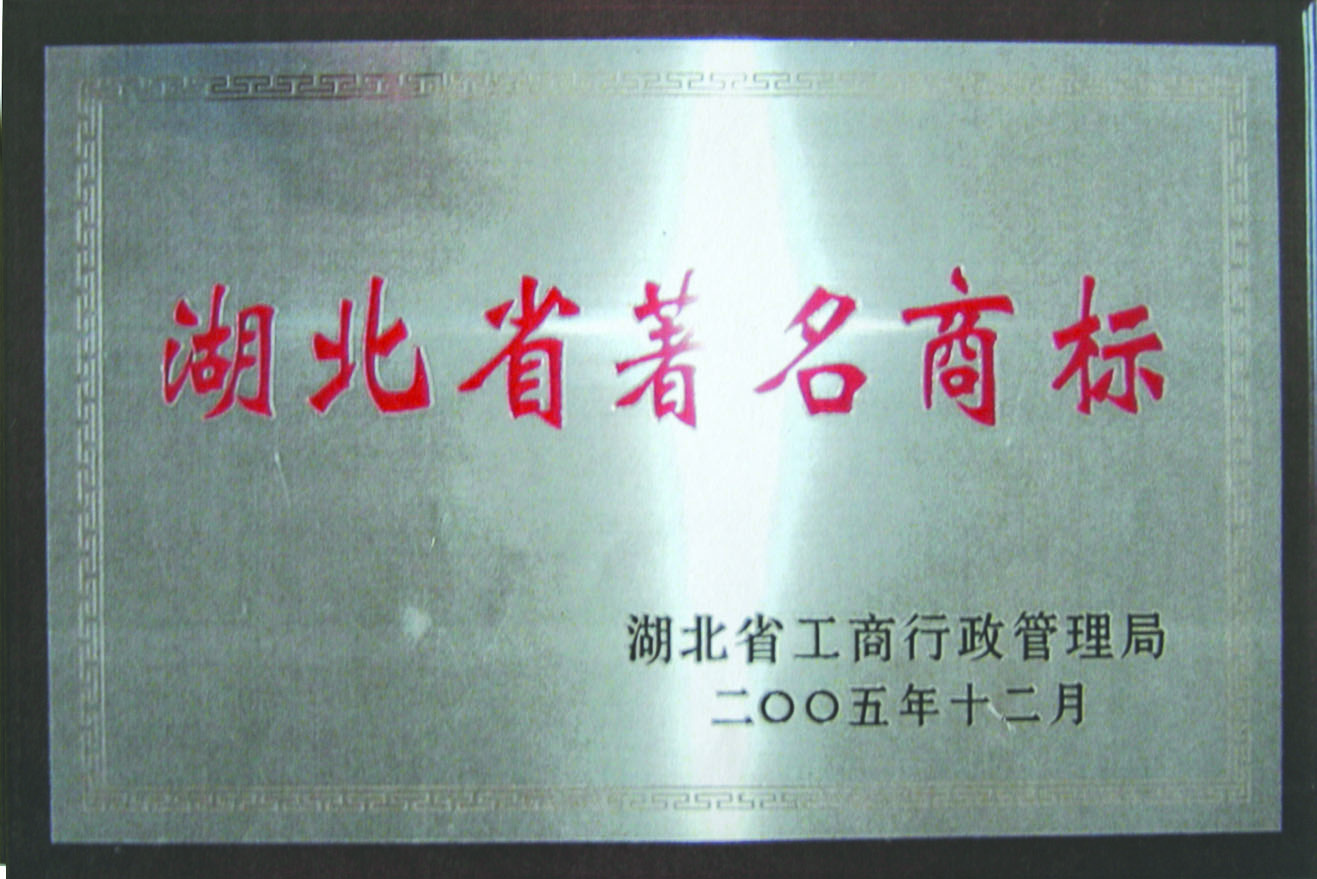 湖北省著名商标
湖北省工商行政管理局
二〇〇五年十二月